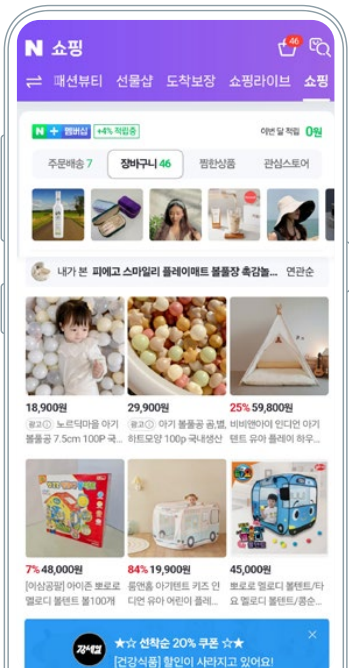 N 쇼핑
46
패션뷰티 선물샵 도착보장 쇼핑라이브 쇼핑
N + 멤버십 +4% 적립중 이번 달 적립 0원
주문배송 7 장바구니 46 찜한상품 관심스토어
내가 본 피에고 스마일리 플레이매트 볼풀장 촉감놀... 연관순
18,900원 29,900원 25% 59,800원
광고 노르딕마을 아기 광고 아기 볼풀공 곰,별, 비비앤아이 인디언 아기
볼풀공 7.5cm 100P 국... 하트모양 100p 국내생산 텐트 유아 플레이 하우...
7% 48,000원 84% 19,900원 45,000원
[이상공팔] 아이존 뽀로로 룸앤홈 아기텐트 키즈 인 뽀로로 멜로디 볼텐트/타
멜로디 볼텐트 볼100개 디언 유아 어린이 플레... 요 멜로디 볼텐트/콩순...
★☆ 선착순 20% 쿠폰 ☆★
[건강식품] 할인이 사라지고 있어요!